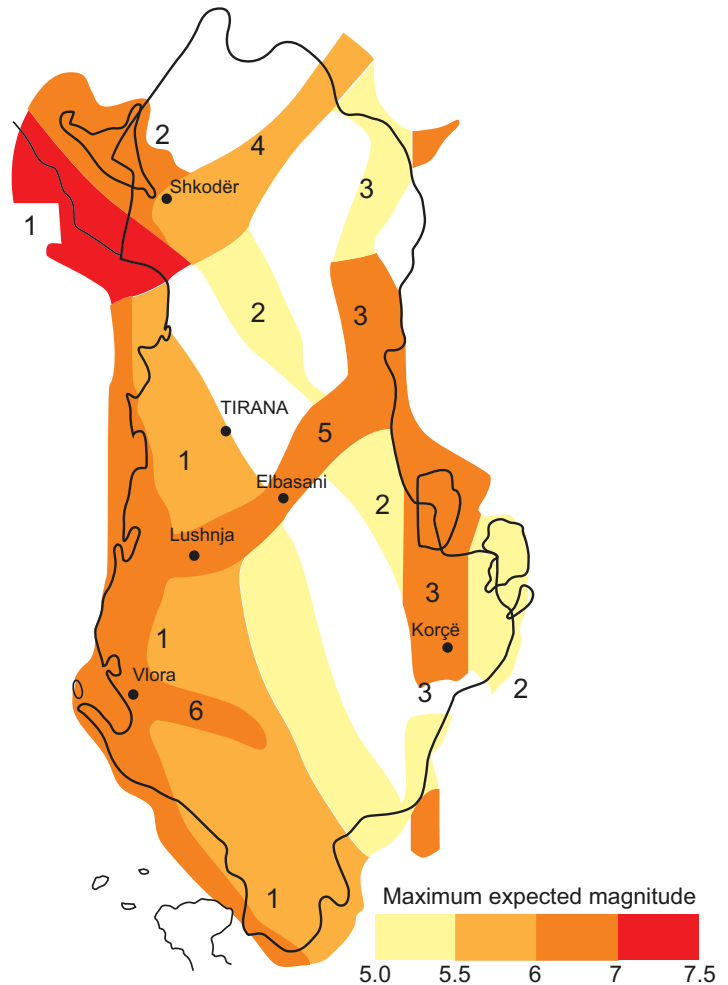 2
4
Shkodër
3
1
2
3
TIRANA
5
1
Elbasani
2
Lushnja
3
1
Korçë
Vlora
3
2
6
1
Maximum expected magnitude
5.0 5.5 6 7 7.5